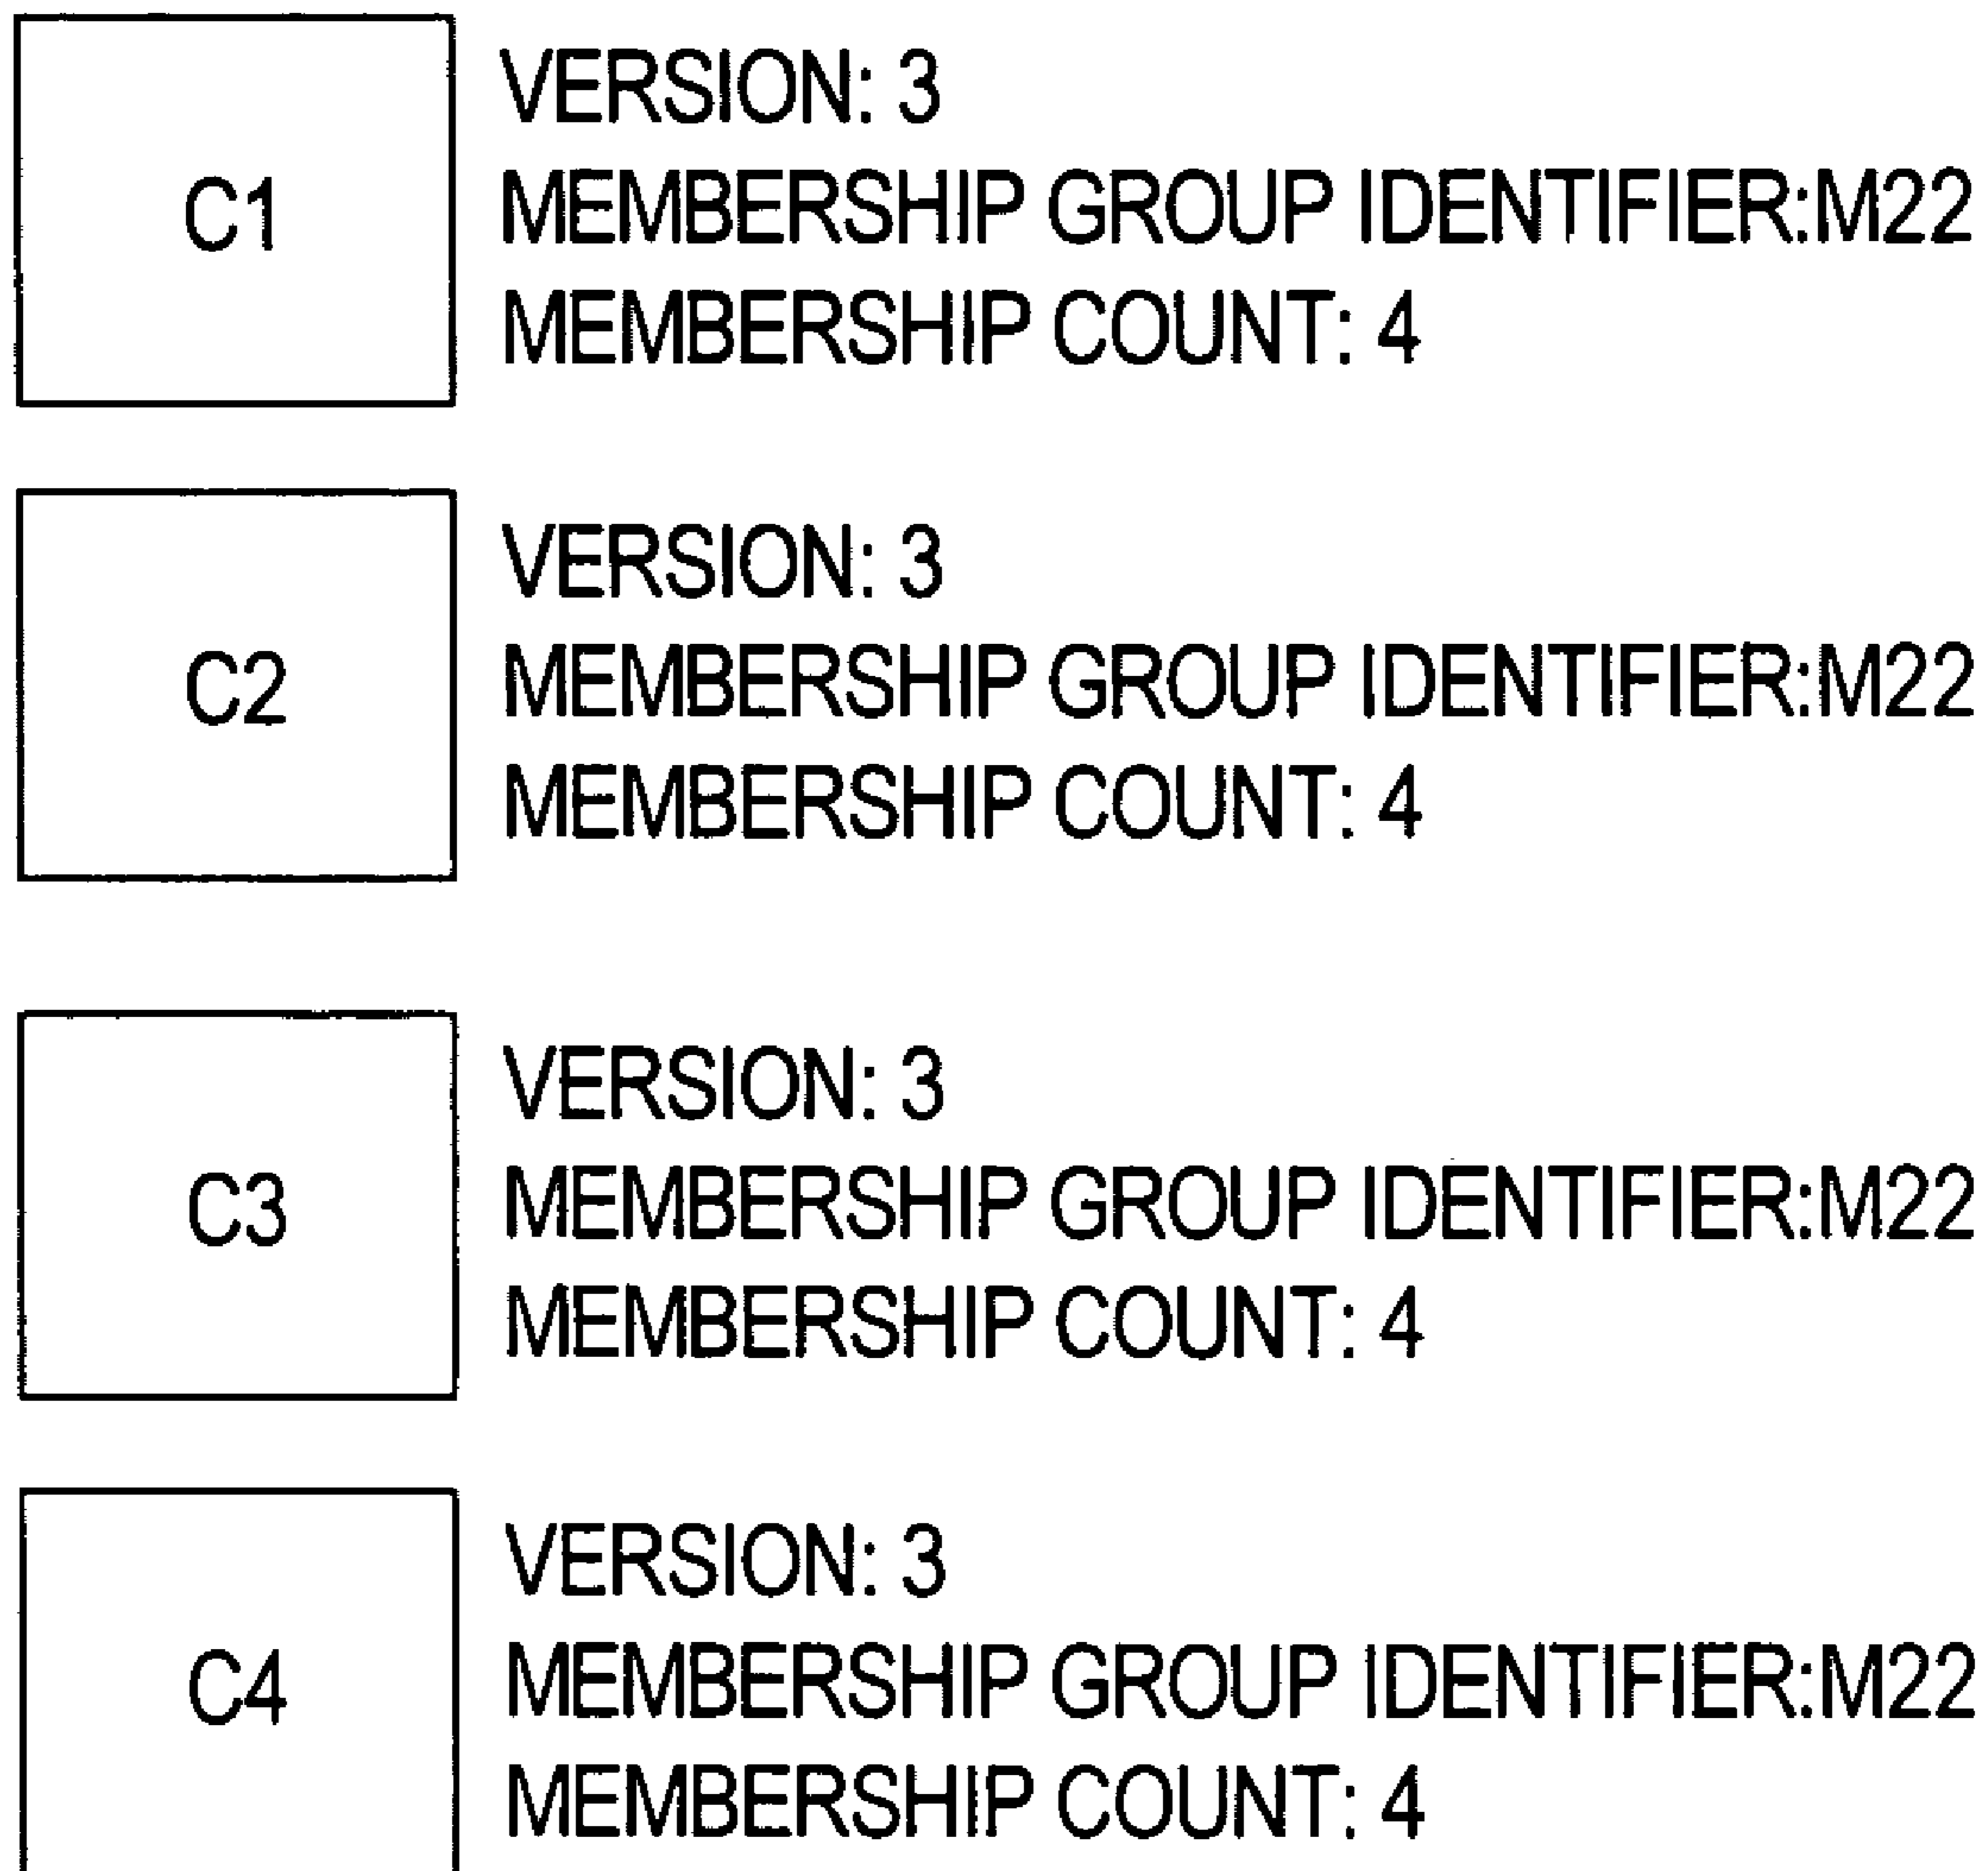 C1
VERSION: 3
MEMBERSHIP GROUP IDENTIFIER:M22
MEMBERSHIP COUNT: 4
C2
VERSION: 3
MEMBERSHIP GROUP IDENTIFIER:M22
MEMBERSHIP COUNT: 4
C3
VERSION: 3
MEMBERSHIP GROUP IDENTIFIER:M22
MEMBERSHIP COUNT: 4
C4
VERSION: 3
MEMBERSHIP GROUP IDENTIFIER:M22
MEMBERSHIP COUNT: 4